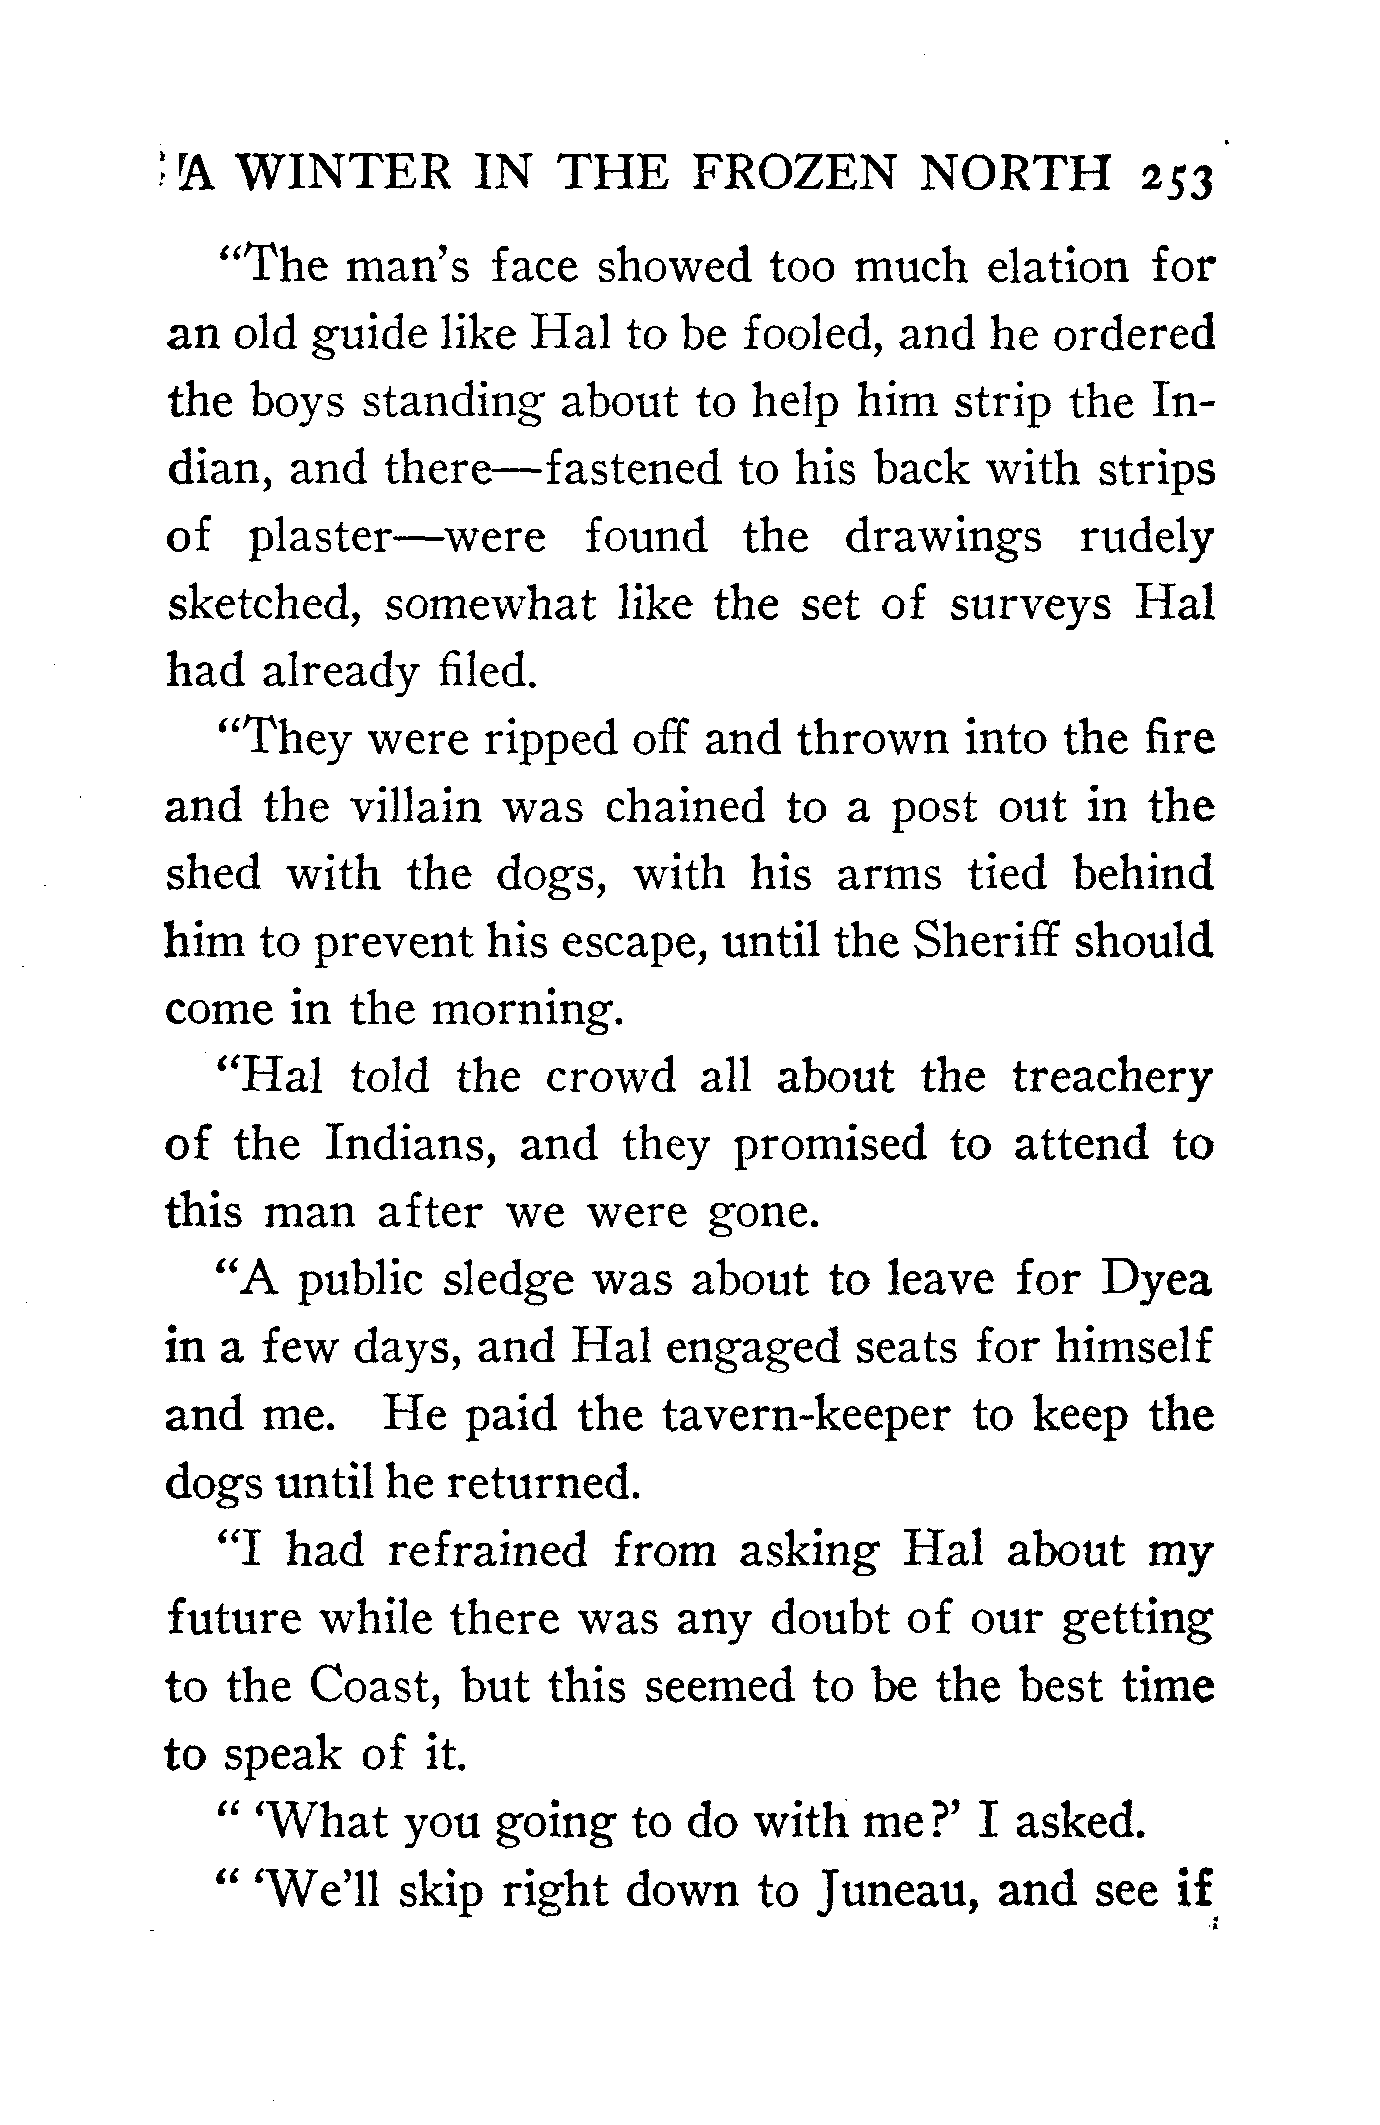 A WINTER IN THE FROZEN NORTH 253
“The man’s face showed too much elation for
an old guide like Hal to be fooled, and he ordered
the boys standing about to help him strip the In-
dian, and there—fastened to his back with strips
of plaster—were found the drawings rudely
sketched, somewhat like the set of surveys Hal
had already filed.
“They were ripped off and thrown into the fire
and the villain was chained to a post out in the
shed with the dogs, with his arms tied behind
him to prevent his escape, until the Sheriff should
come in the morning.
“Hal told the crowd all about the treachery
of the Indians, and they promised to attend to
this man after we were gone.
“A public sledge was about to leave for Dyea
in a few days, and Hal engaged seats for himself
and me. He paid the tavern-keeper to keep the
dogs until he returned.
“I had refrained from asking Hal about my
future while there was any doubt of our getting
to the Coast, but this seemed to be the best time
to speak of it.
“ ‘What you going to do with me?’ I asked.
“ ‘We’ll skip right down to Juneau, and see if